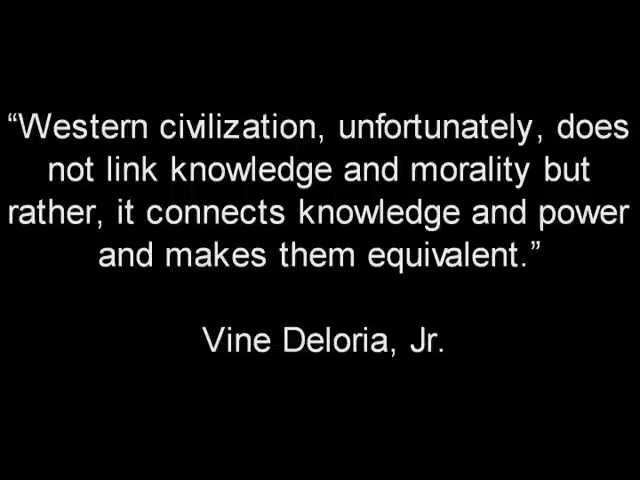 “Western civilization, unfortunately, does
not link knowledge and morality but
rather, it connects knowledge and power
and makes them equivalent.”
Vine Deloria, Jr.